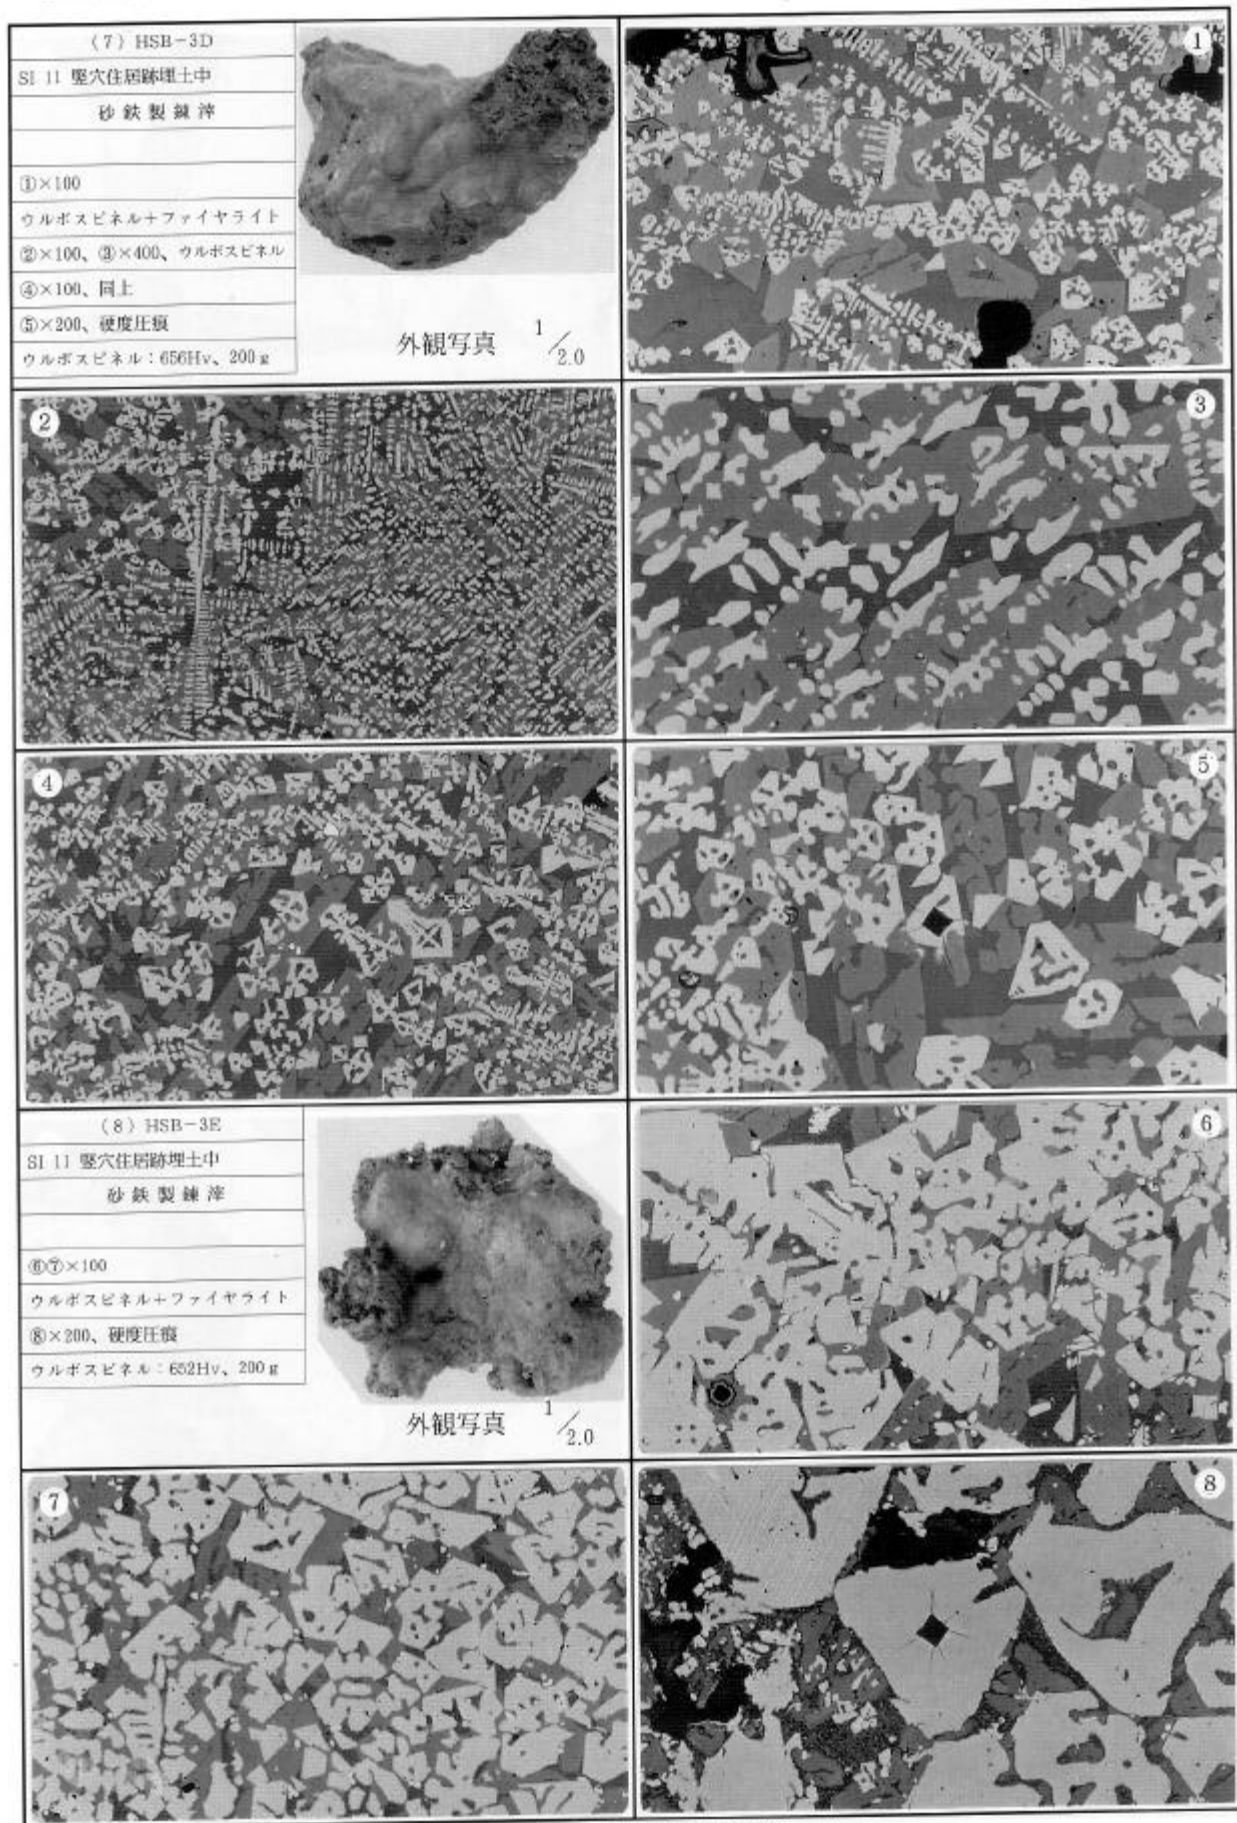 (7) HSB-3D
SI 11 竪穴住居跡埋土中
砂鉄製錬滓
①×100
ウルボスピネル+ファイヤライト
②×100、③×400、ウルボスピネル
④×100、同上
⑤×200、硬度圧痕
ウルボスピネル:656Hv、200g
外観写真 1/2.0
1
2
3
4
5
(8) HSB-3E
SI 11 竪穴住居跡埋土中
砂鉄製錬滓
⑥⑦×100
ウルボスピネル+ファイヤライト
⑧×200、硬度圧痕
ウルボスピネル:652Hv、200g
外観写真 1/2.0
6
7
8